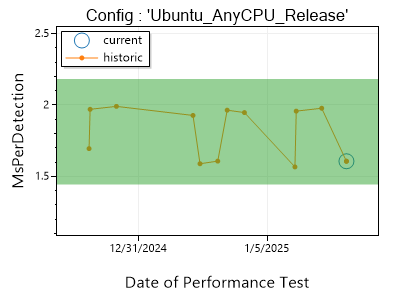 Config : 'Ubuntu_AnyCPU_Release'
2.5
current
historic
2
MsPerDetection
1.5
12/31/2024
1/5/2025
Date of Performance Test